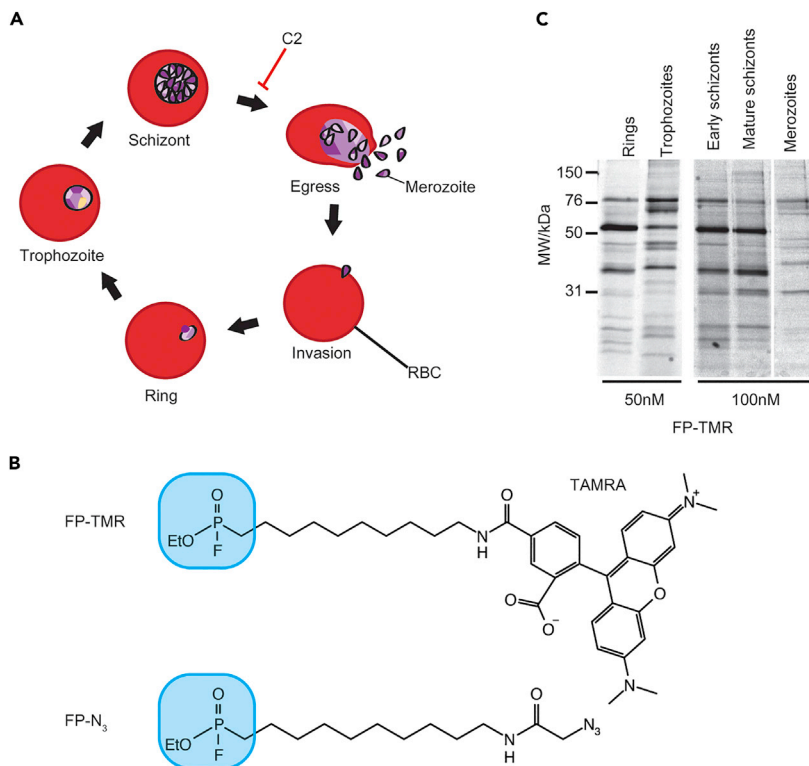 A
C2
Schizont
Egress
Merozoite
Trophozoite
Invasion
Ring
RBC
C
Rings
Trophozoites
Early schizonts
Mature schizonts
Merozoites
MW/kDa
150
76
50
31
50nM
100nM
FP-TMR
B
FP-TMR
TAMRA
O
EtO
P
F
N
H
O
O
O⁻
O
N⁺
N
FP-N₃
O
EtO
P
F
N
H
O
N₃